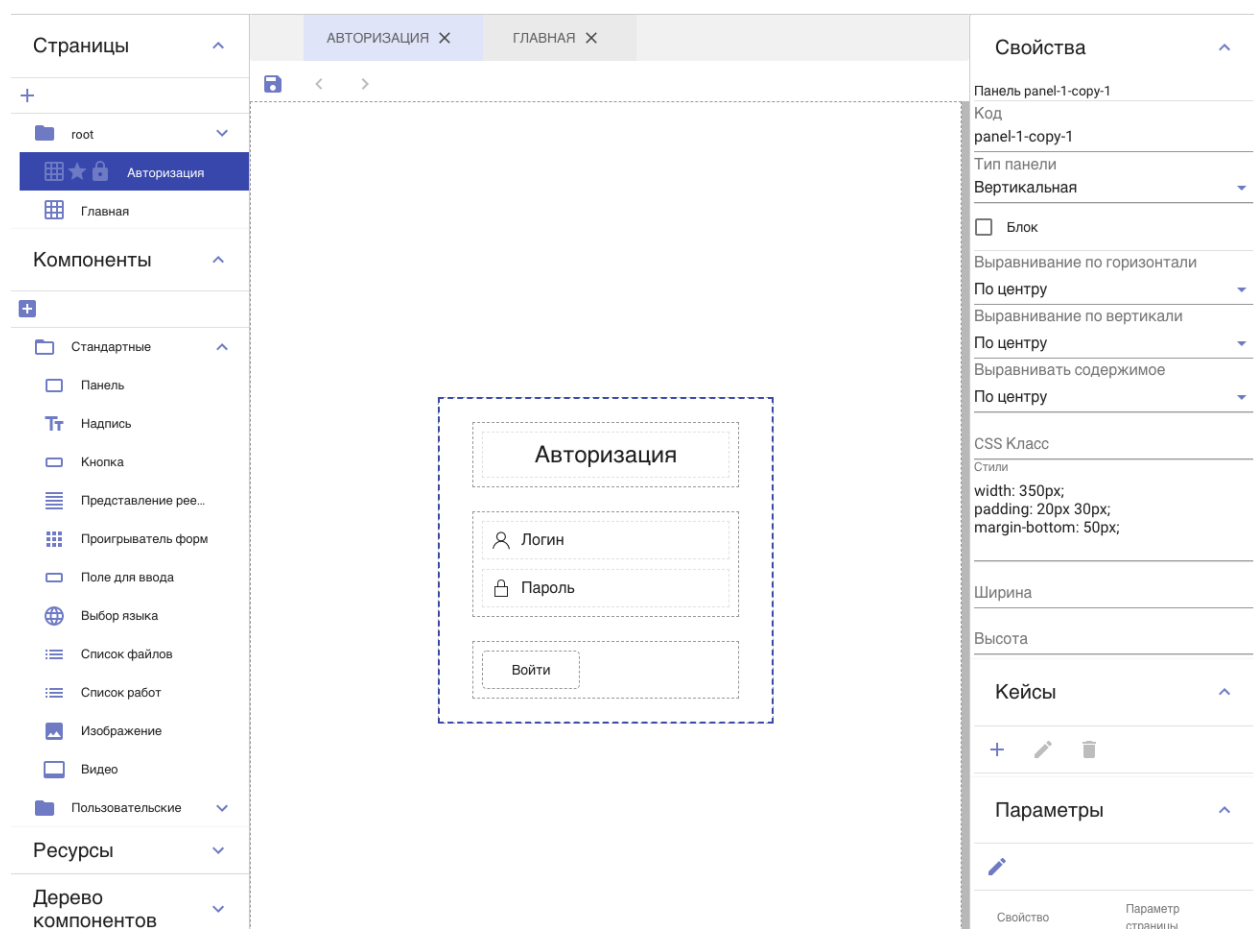 Страницы
root
Авторизация
Главная
Компоненты
Стандартные
Панель
Надпись
Кнопка
Представление рее...
Проигрыватель форм
Поле для ввода
Выбор языка
Список файлов
Список работ
Изображение
Видео
Пользовательские
Ресурсы
Дерево
компонентов
АВТОРИЗАЦИЯ
ГЛАВНАЯ
Авторизация
Логин
Пароль
Войти
Свойства
Панель panel-1-copy-1
Код
panel-1-copy-1
Тип панели
Вертикальная
Блок
Выравнивание по горизонтали
По центру
Выравнивание по вертикали
По центру
Выравнивать содержимое
По центру
CSS Класс
Стили
width: 350px;
padding: 20px 30px;
margin-bottom: 50px;
Ширина
Высота
Кейсы
Параметры
Свойство
Параметр
страницы